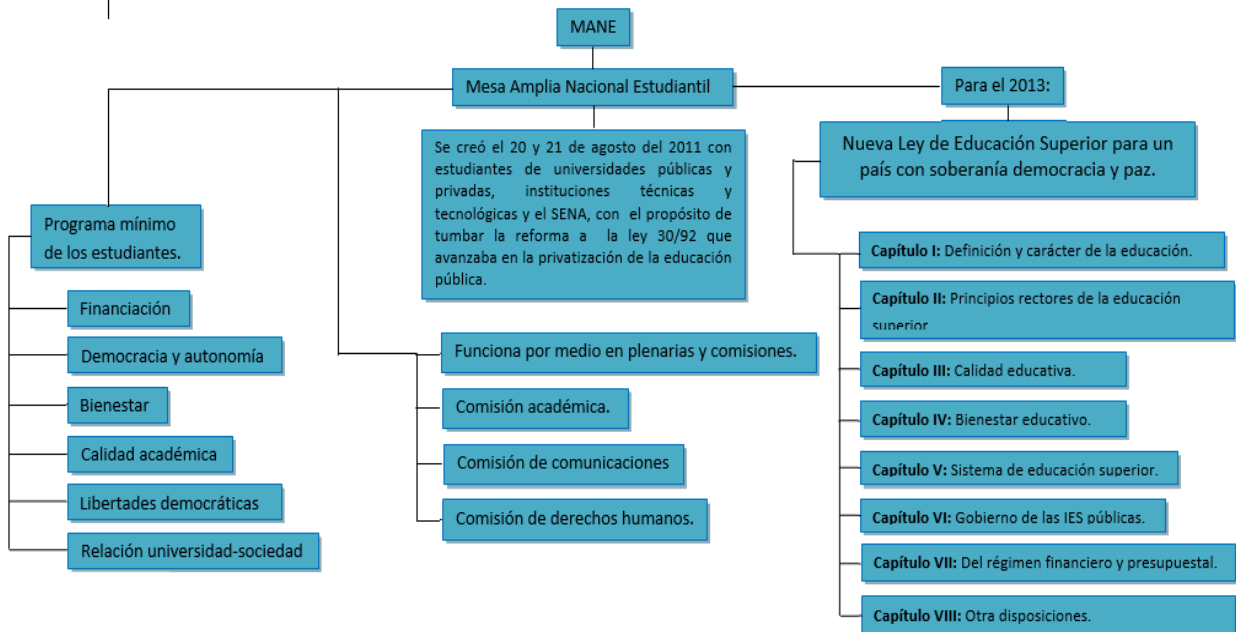 MANE
Mesa Amplia Nacional Estudiantil
Se creó el 20 y 21 de agosto del 2011 con
estudiantes de universidades públicas y
privadas, instituciones técnicas y
tecnológicas y el SENA, con el propósito de
tumbar la reforma a la ley 30/92 que
avanzaba en la privatización de la educación
pública.
Programa mínimo
de los estudiantes.
Financiación
Democracia y autonomía
Bienestar
Calidad académica
Libertades democráticas
Relación universidad-sociedad
Funciona por medio en plenarias y comisiones.
Comisión académica.
Comisión de comunicaciones
Comisión de derechos humanos.
Para el 2013:
Nueva Ley de Educación Superior para un
país con soberanía democracia y paz.
Capítulo I: Definición y carácter de la educación.
Capítulo II: Principios rectores de la educación
superior
Capítulo III: Calidad educativa.
Capítulo IV: Bienestar educativo.
Capítulo V: Sistema de educación superior.
Capítulo VI: Gobierno de las IES públicas.
Capítulo VII: Del régimen financiero y presupuestal.
Capítulo VIII: Otra disposiciones.